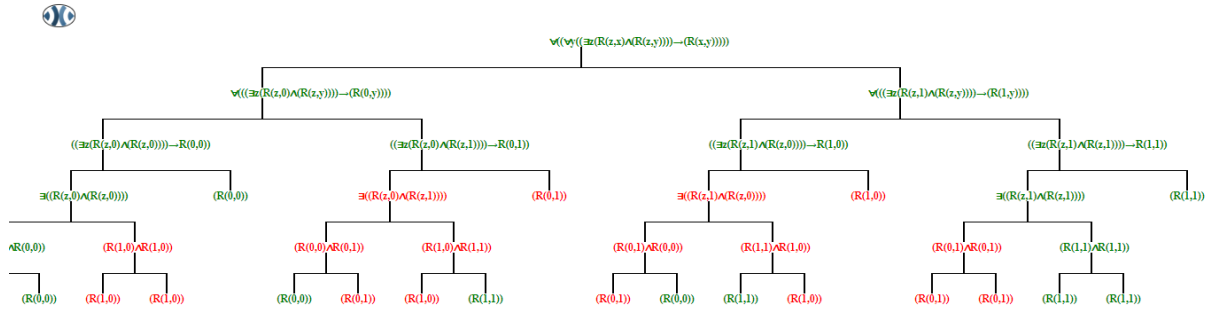 ∀((∀y((∃z(R(z,x)∧(R(z,y))))→(R(x,y)))))
∀(((∃z(R(z,0)∧(R(z,y))))→(R(0,y)))) ∀(((∃z(R(z,1)∧(R(z,y))))→(R(1,y))))
((∃z(R(z,0)∧(R(z,0))))→R(0,0)) ((∃z(R(z,0)∧(R(z,1))))→R(0,1)) ((∃z(R(z,1)∧(R(z,0))))→R(1,0)) ((∃z(R(z,1)∧(R(z,1))))→R(1,1))
∃((R(z,0)∧(R(z,0)))) (R(0,0)) ∃((R(z,0)∧(R(z,1)))) (R(0,1)) ∃((R(z,1)∧(R(z,0)))) (R(1,0)) ∃((R(z,1)∧(R(z,1)))) (R(1,1))
∧R(0,0)) (R(1,0)∧R(1,0)) (R(0,0)∧R(0,1)) (R(1,0)∧R(1,1)) (R(0,1)∧R(0,0)) (R(1,1)∧R(1,0)) (R(0,1)∧R(0,1)) (R(1,1)∧R(1,1))
(R(0,0)) (R(1,0)) (R(1,0)) (R(0,0)) (R(0,1)) (R(1,0)) (R(1,1)) (R(0,1)) (R(0,0)) (R(1,1)) (R(1,0)) (R(0,1)) (R(0,1)) (R(1,1)) (R(1,1))